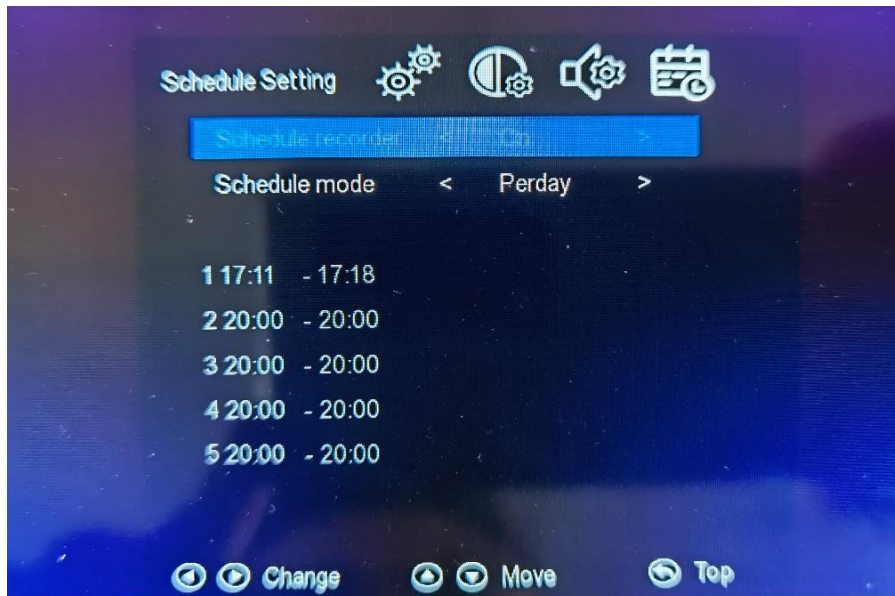 Schedule Setting
Schedule recorder < On >
Schedule mode < Perday >
1 17:11 - 17:18
2 20:00 - 20:00
3 20:00 - 20:00
4 20:00 - 20:00
5 20:00 - 20:00
Change Move Top